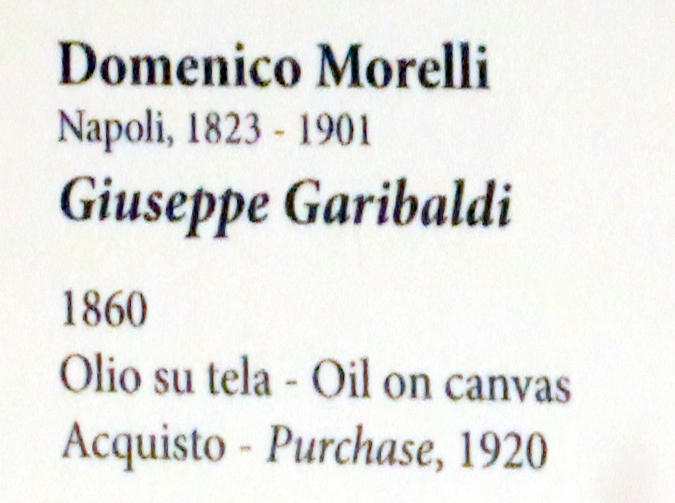 Domenico Morelli
Napoli, 1823 - 1901
Giuseppe Garibaldi
1860
Olio su tela - Oil on canvas
Acquisto - Purchase, 1920